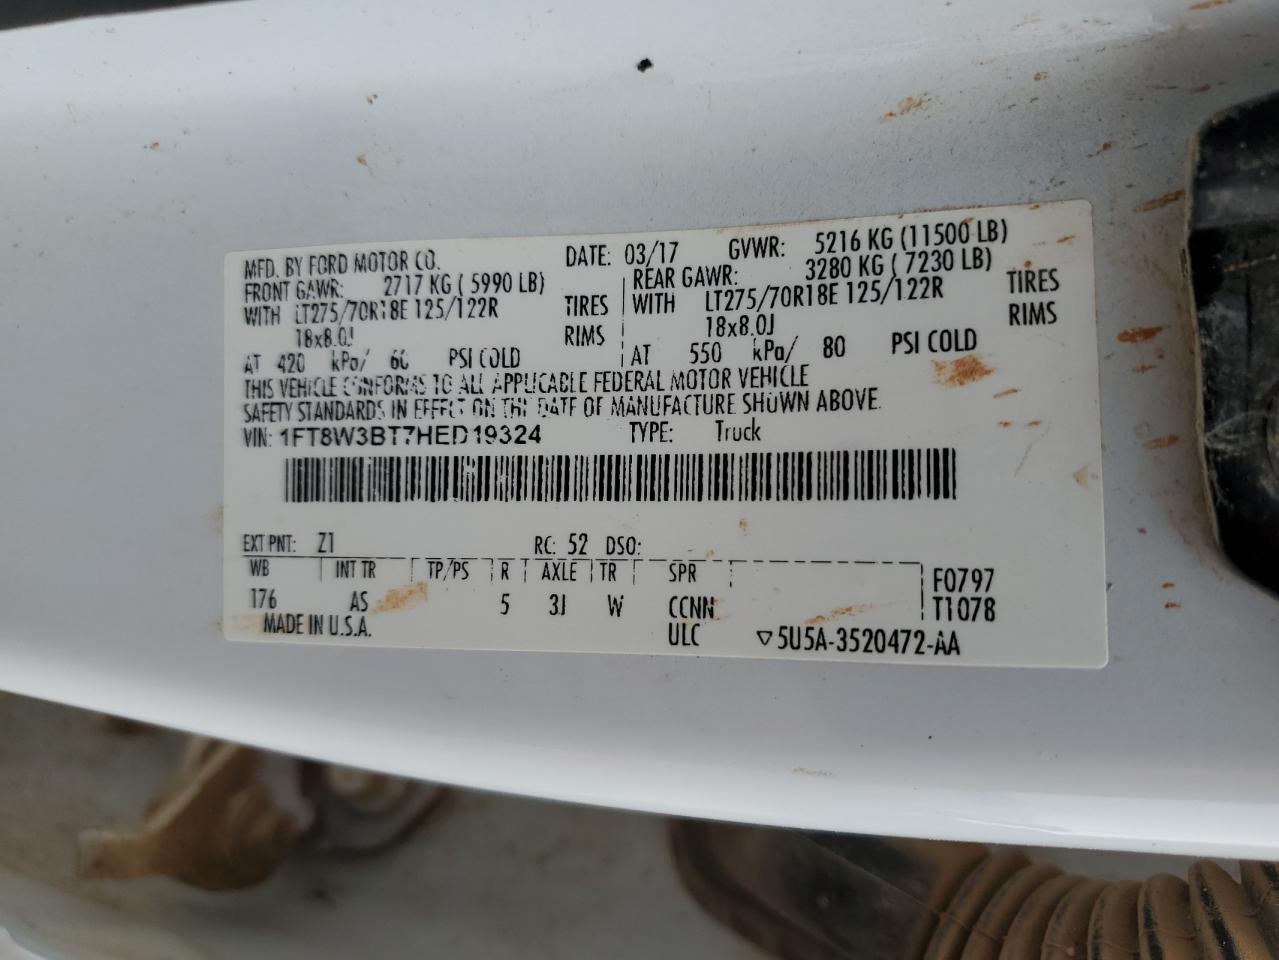 MFD. BY FORD MOTOR CO. DATE: 03/17 GVWR: 5216 KG (11500 LB)
FRONT GAWR: 2717 KG ( 5990 LB) REAR GAWR: 3280 KG ( 7230 LB)
WITH LT275/70R18E 125/122R TIRES WITH LT275/70R18E 125/122R TIRES
18x8.0J RIMS 18x8.0J RIMS
AT 420 kPa/ 60 PSI COLD AT 550 kPa/ 80 PSI COLD
THIS VEHICLE CONFORMS TO ALL APPLICABLE FEDERAL MOTOR VEHICLE
SAFETY STANDARDS IN EFFECT ON THE DATE OF MANUFACTURE SHOWN ABOVE.
VIN: 1FT8W3BT7HED19324 TYPE: Truck
EXT PNT: Z1 RC: 52 DSO:
WB INT TR TP/PS R AXLE TR SPR F0797
176 AS 5 3J W CCNN T1078
MADE IN U.S.A. ULC ▽5U5A-3520472-AA